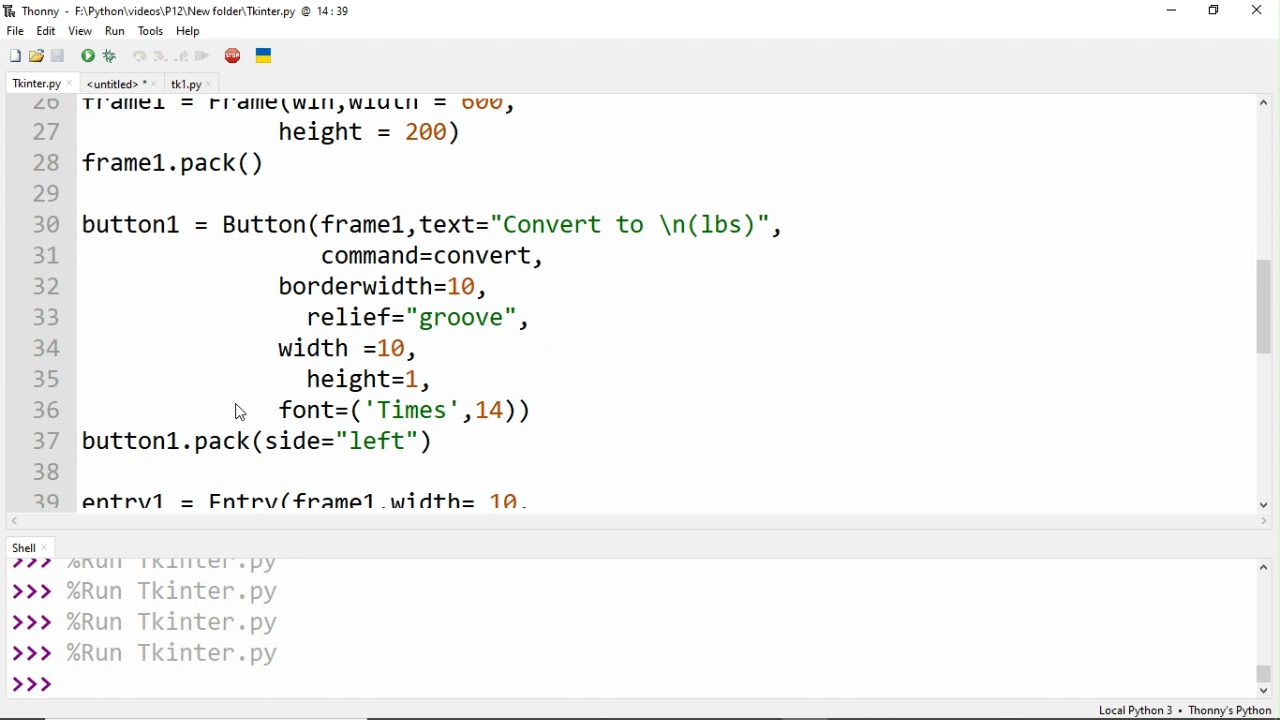 Thonny - F:\Python\videos\P12\New folder\Tkinter.py @ 14:39
File Edit View Run Tools Help
STOP
Tkinter.py × <untitled> * × tk1.py ×
26 frame1 = Frame(win,width = 600,
27 height = 200)
28 frame1.pack()
29
30 button1 = Button(frame1,text="Convert to \n(lbs)",
31 command=convert,
32 borderwidth=10,
33 relief="groove",
34 width =10,
35 height=1,
36 font=('Times',14))
37 button1.pack(side="left")
38
39 entry1 = Entry(frame1,width= 10,
Shell ×
>>> %Run Tkinter.py
>>> %Run Tkinter.py
>>> %Run Tkinter.py
>>> %Run Tkinter.py
>>>
Local Python 3 • Thonny's Python